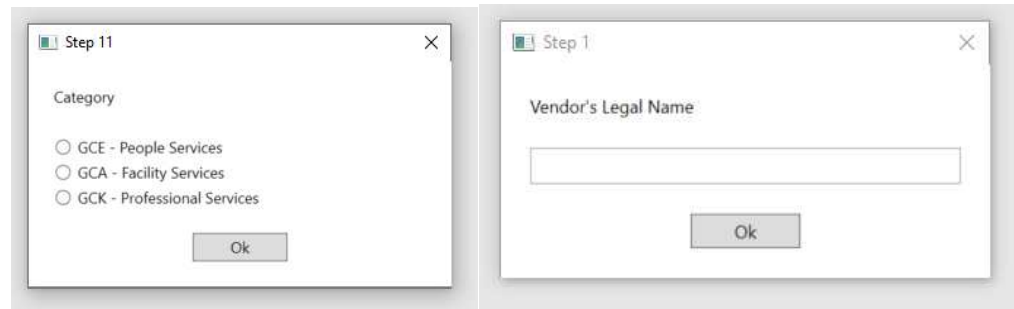 Step 11
Category
GCE - People Services
GCA - Facility Services
GCK - Professional Services
Ok
Step 1
Vendor's Legal Name
Ok